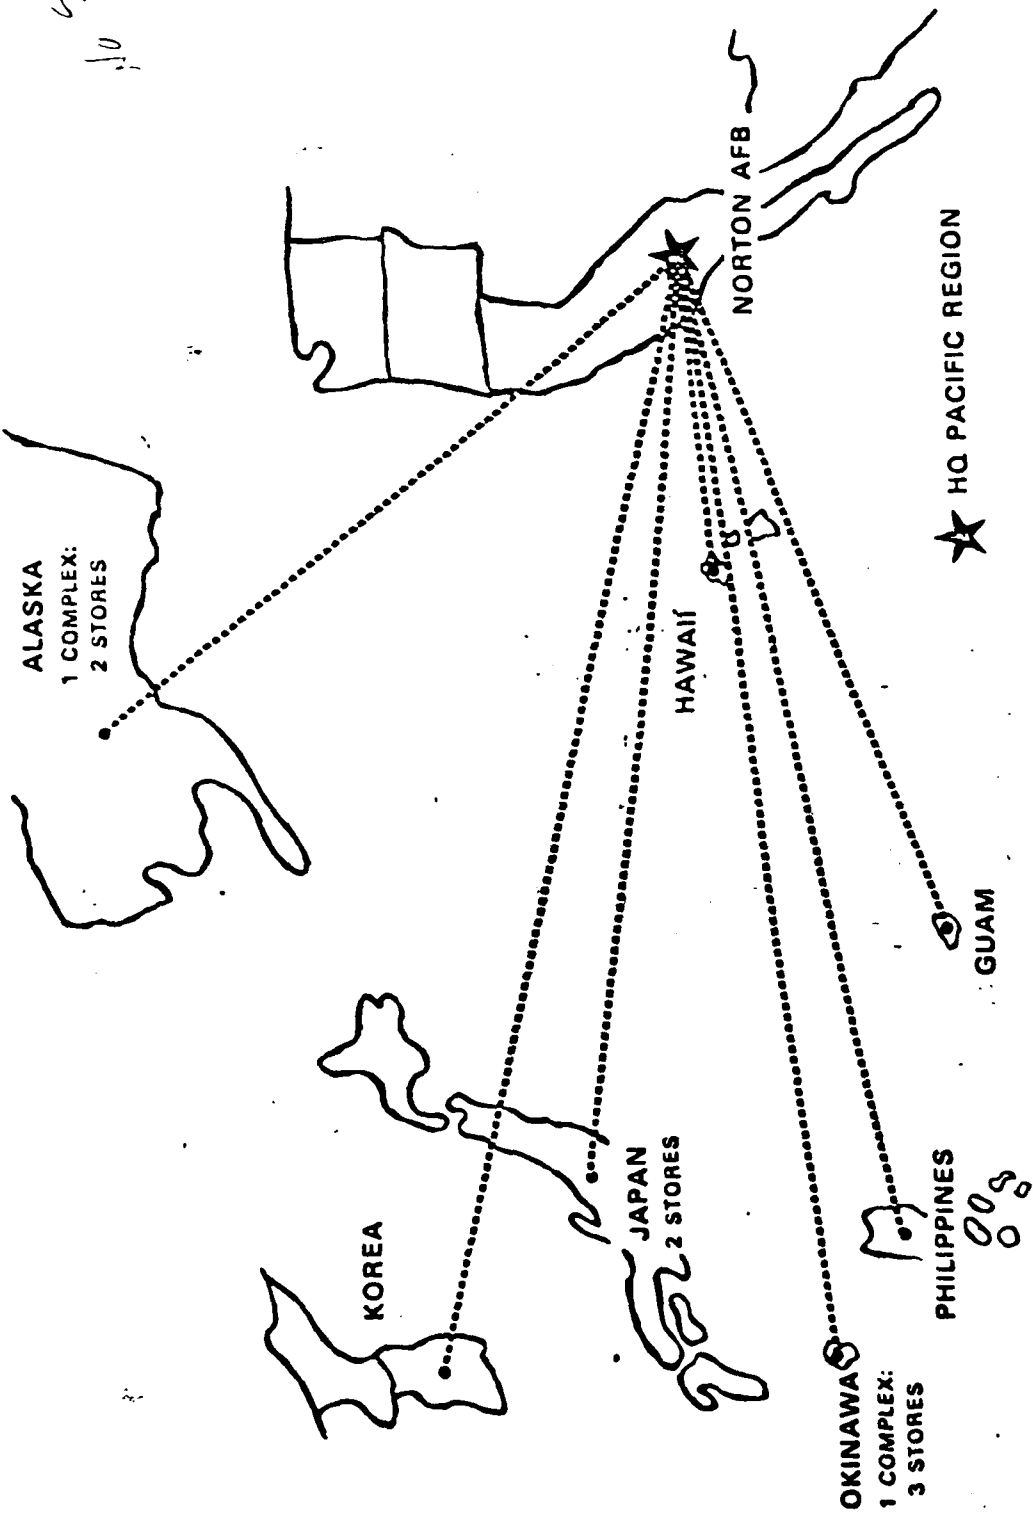 ALASKA
1 COMPLEX:
2 STORES
KOREA
JAPAN
2 STORES
HAWAII
NORTON AFB
OKINAWA
1 COMPLEX:
3 STORES
PHILIPPINES
GUAM
HQ PACIFIC REGION